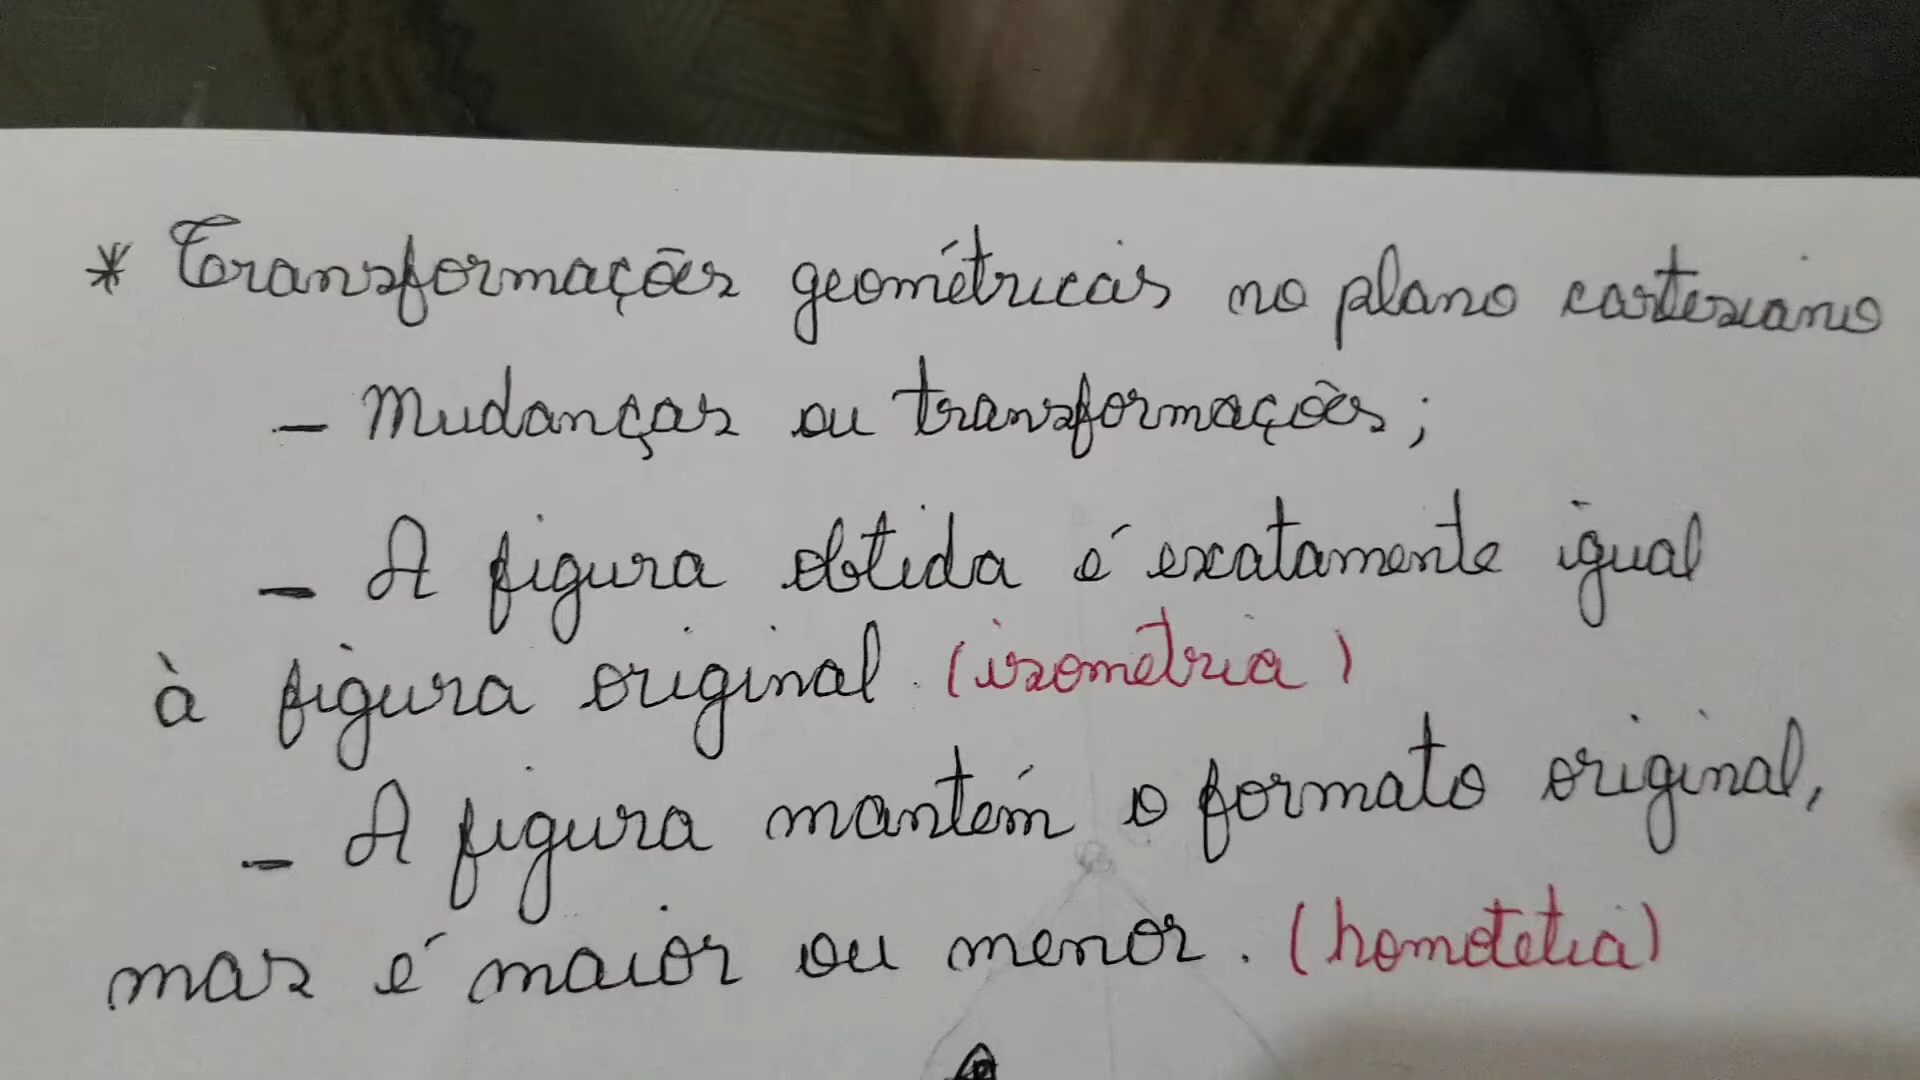 * Transformações geométricas no plano cartesiano
- Mudanças ou transformações;
- A figura obtida é exatamente igual
à figura original. (isometria)
- A figura mantém o formato original,
mas é maior ou menor. (homotetia)